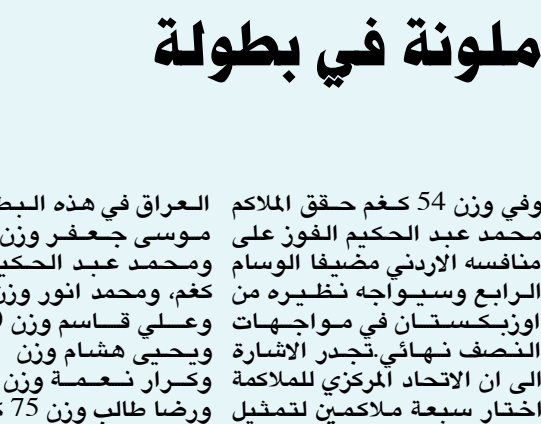 ملونة في بطولة
وفي وزن 54 كغم حقق الملاكم
محمد عبد الحكيم الفوز على
منافسه الاردني مضيفا الوسام
الرابع وسيواجه نظيره من
اوزبكستان في مواجهات
النصف نهائي.تجدر الاشارة
الى ان الاتحاد المركزي للملاكمة
اختار سبعة ملاكمين لتمثيل
العراق في هذه
موسى جعفر وزن
ومحمد عبد
كغم، ومحمد انور وزن
وعلي قاسم وزن
ويحيى هشام وزن
وكرار نعمة وزن
ورضا طالب وزن 75